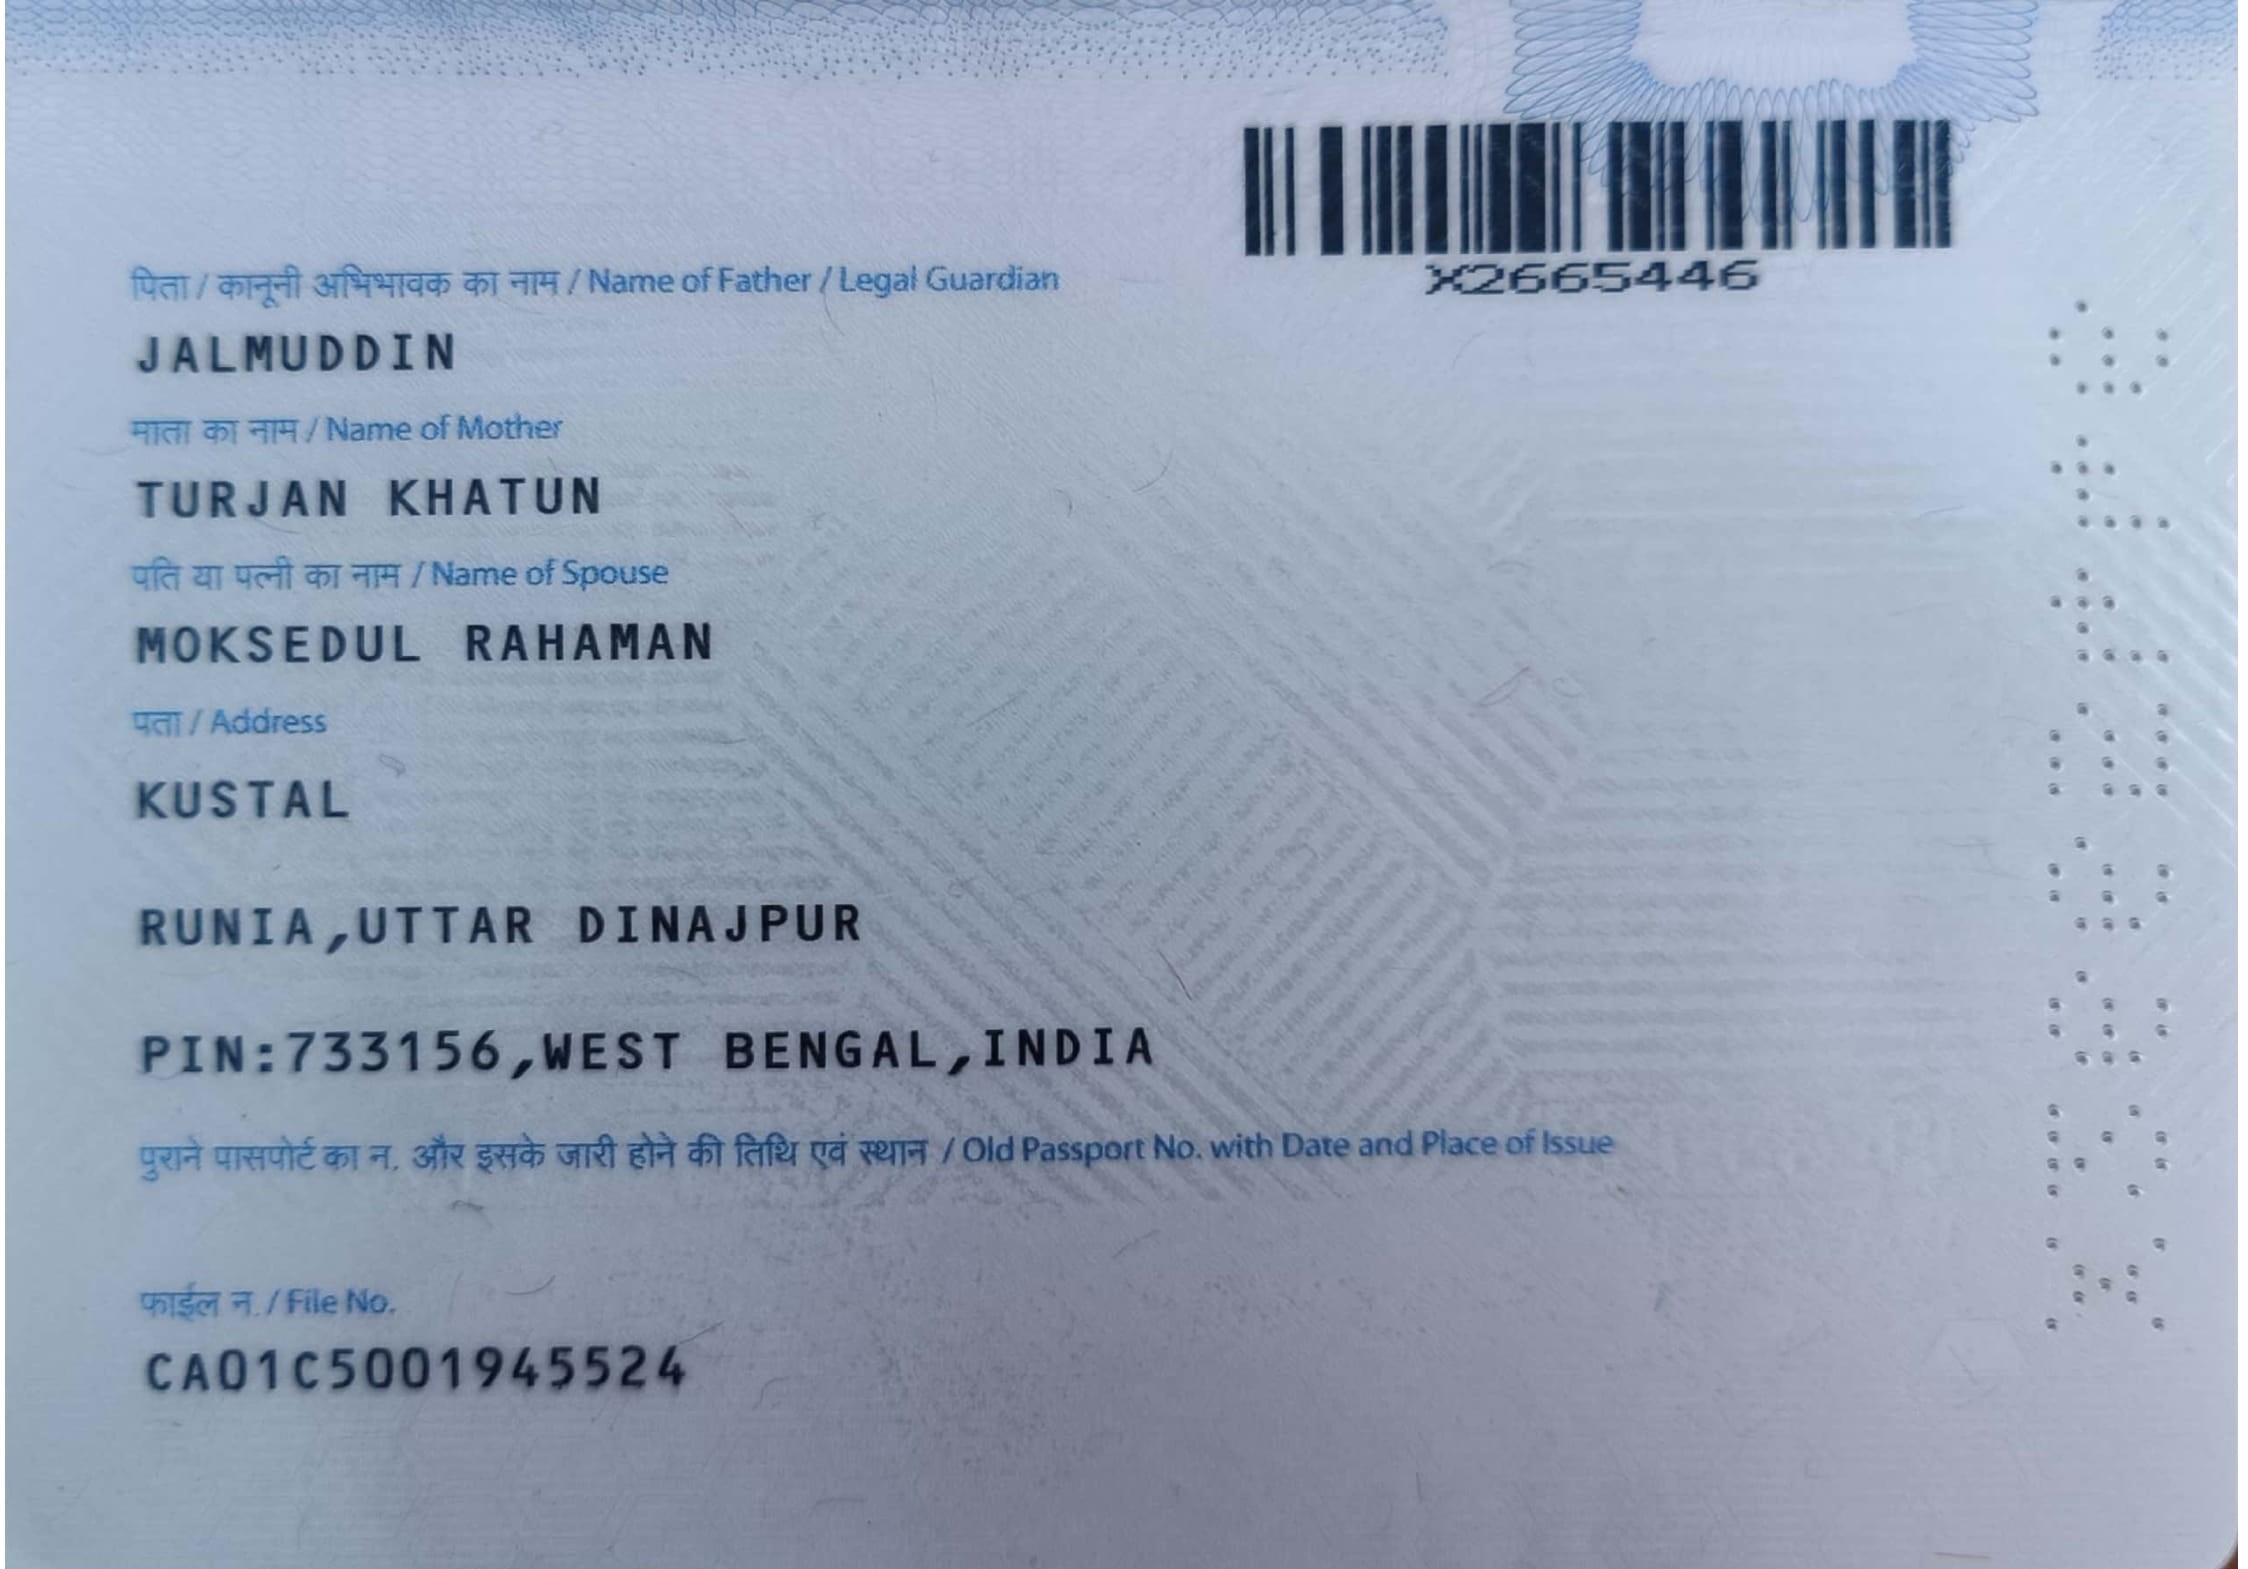 X2665446
पिता / कानूनी अभिभावक का नाम / Name of Father / Legal Guardian
JALMUDDIN
माता का नाम / Name of Mother
TURJAN KHATUN
पति या पत्नी का नाम / Name of Spouse
MOKSEDUL RAHAMAN
पता / Address
KUSTAL
RUNIA,UTTAR DINAJPUR
PIN:733156,WEST BENGAL,INDIA
पुराने पासपोर्ट का न. और इसके जारी होने की तिथि एवं स्थान / Old Passport No. with Date and Place of Issue
फाईल न. / File No.
CA01C5001945524
X2665446